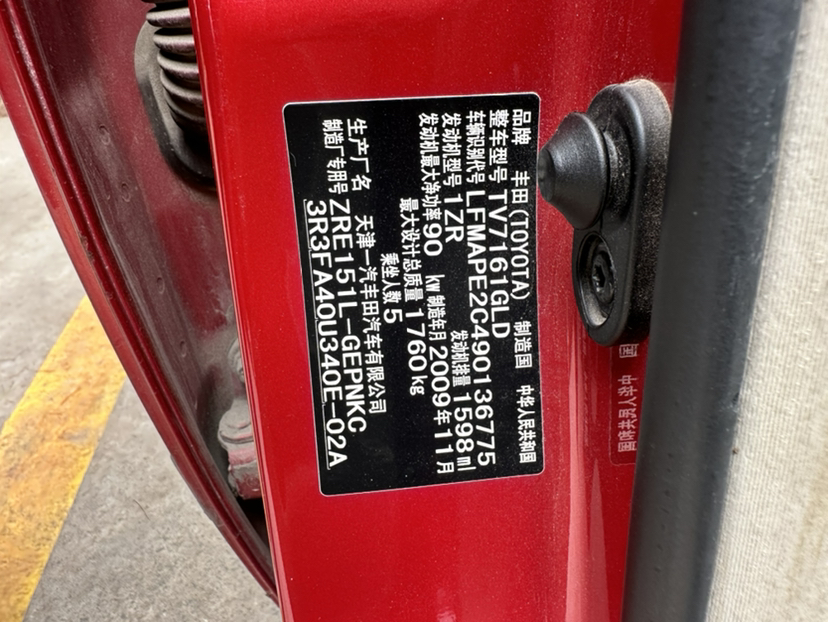 品牌 丰田(TOYOTA) 制造国 中华人民共和国
整车型号 TV7161GLD
车辆识别代号 LFMAPE2C490136775
发动机型号 1ZR 发动机排量 1598ml
发动机最大净功率 90 kW 制造年月 2009年11月
最大设计总质量 1760kg
乘坐人数 5
生产厂名 天津一汽丰田汽车有限公司
制造厂专用号 ZRE151L-GEPNKC
3R3FA40U340E-02A